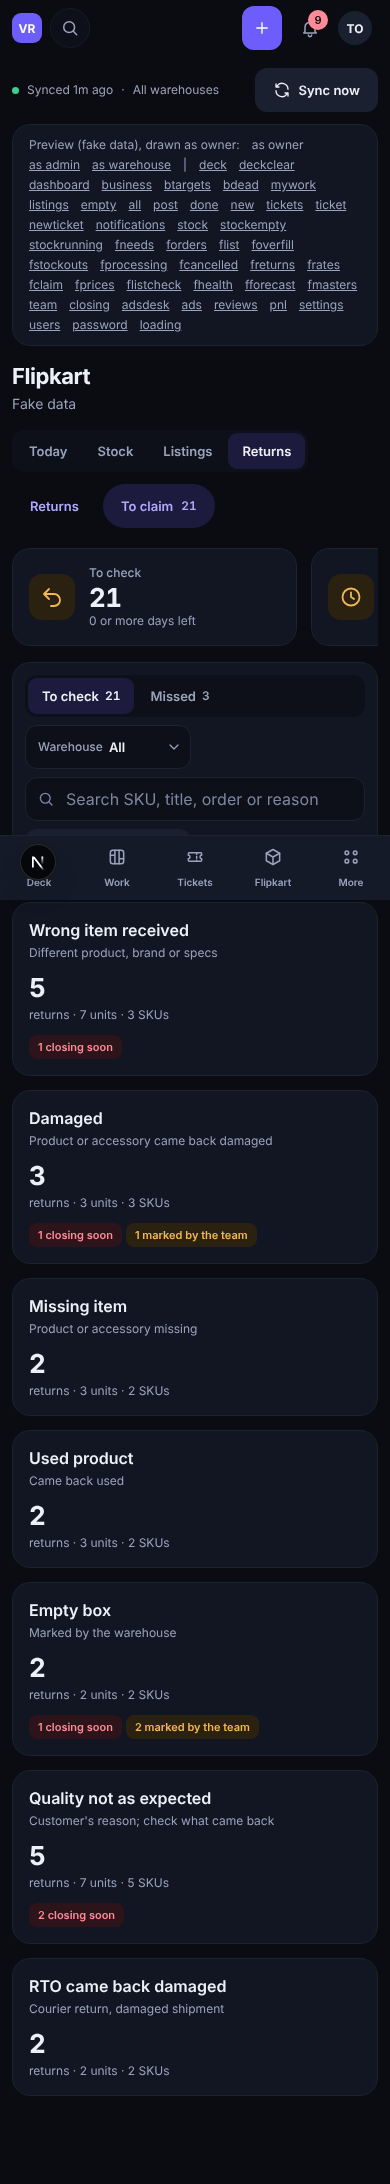 VR
+
9
TO
Synced 1m ago · All warehouses
Sync now
Preview (fake data), drawn as owner: as owner
as admin as warehouse | deck deckclear
dashboard business btargets bdead mywork
listings empty all post done new tickets ticket
newticket notifications stock stockempty
stockrunning fneeds forders flist foverfill
fstockouts fprocessing fcancelled freturns frates
fclaim fprices flistcheck fhealth fforecast fmasters
team closing adsdesk ads reviews pnl settings
users password loading
Flipkart
Fake data
Today Stock Listings Returns
Returns To claim 21
To check
21
0 or more days left
To check 21 Missed 3
Warehouse All
Search SKU, title, order or reason
N
Deck Work Tickets Flipkart More
Wrong item received
Different product, brand or specs
5
returns · 7 units · 3 SKUs
1 closing soon
Damaged
Product or accessory came back damaged
3
returns · 3 units · 3 SKUs
1 closing soon 1 marked by the team
Missing item
Product or accessory missing
2
returns · 3 units · 2 SKUs
Used product
Came back used
2
returns · 3 units · 2 SKUs
Empty box
Marked by the warehouse
2
returns · 2 units · 2 SKUs
1 closing soon 2 marked by the team
Quality not as expected
Customer's reason; check what came back
5
returns · 7 units · 5 SKUs
2 closing soon
RTO came back damaged
Courier return, damaged shipment
2
returns · 2 units · 2 SKUs